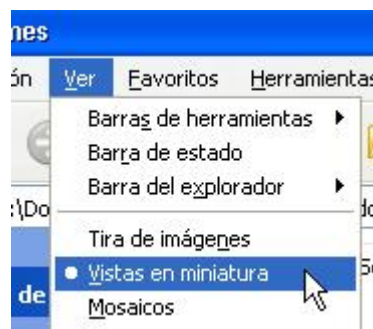 nes
ón Ver Favoritos Herramientas
Barras de herramientas
Barra de estado
Barra del explorador
:\Do
Tira de imágenes
Vistas en miniatura
de
Mosaicos